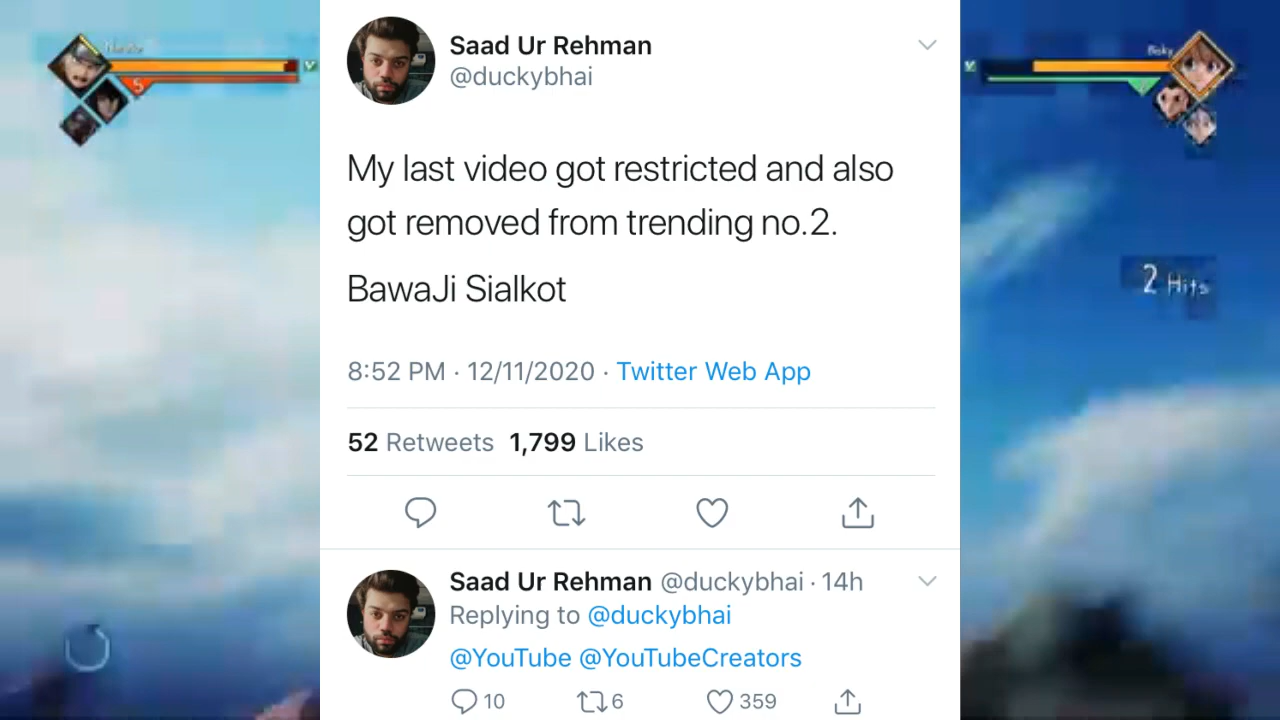 Saad Ur Rehman
@duckybhai
My last video got restricted and also
got removed from trending no.2.
BawaJi Sialkot
8:52 PM · 12/11/2020 · Twitter Web App
52 Retweets 1,799 Likes
Saad Ur Rehman @duckybhai · 14h
Replying to @duckybhai
@YouTube @YouTubeCreators
10 6 359
5
2 Hits